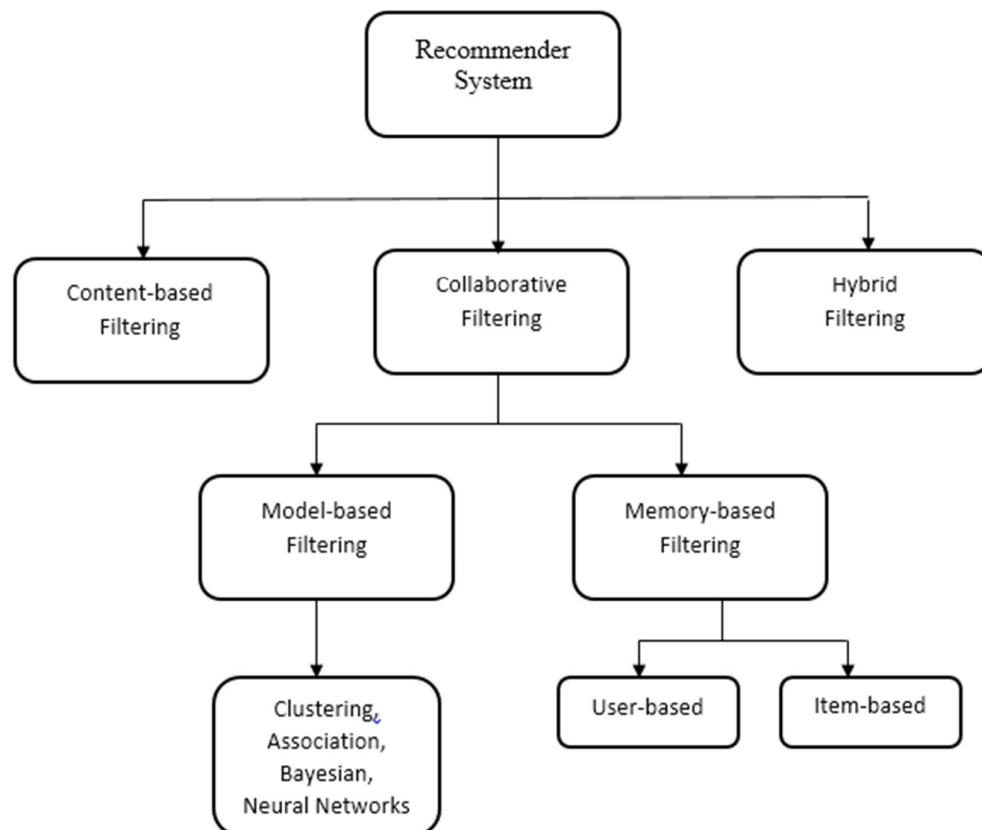 Recommender
System
Content-based
Filtering
Collaborative
Filtering
Hybrid
Filtering
Model-based
Filtering
Memory-based
Filtering
Clustering,
Association,
Bayesian,
Neural Networks
User-based
Item-based